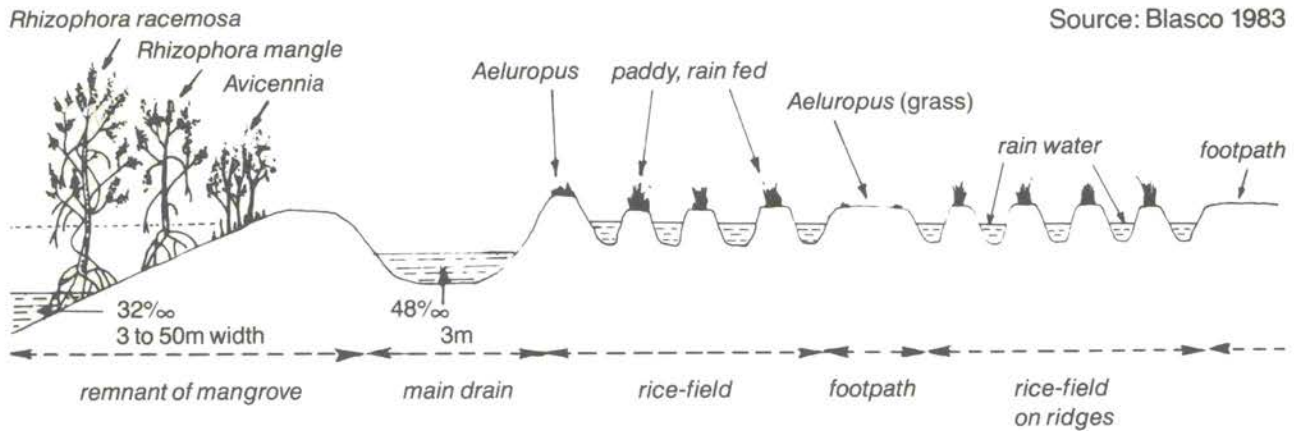 Source: Blasco 1983
Rhizophora racemosa
Rhizophora mangle
Avicennia
Aeluropus
paddy, rain fed
Aeluropus (grass)
rain water
footpath
32%∞
3 to 50m width
48%∞
3m
remnant of mangrove
main drain
rice-field
footpath
rice-field
on ridges